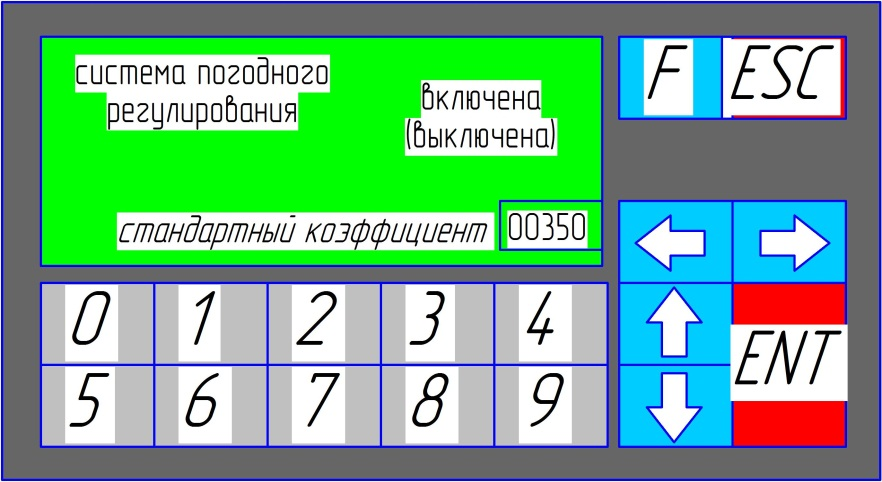 система погодного
регулирования
включена
(выключена)
стандартный коэффициент 00350
F ESC
0 1 2 3 4
5 6 7 8 9
ENT